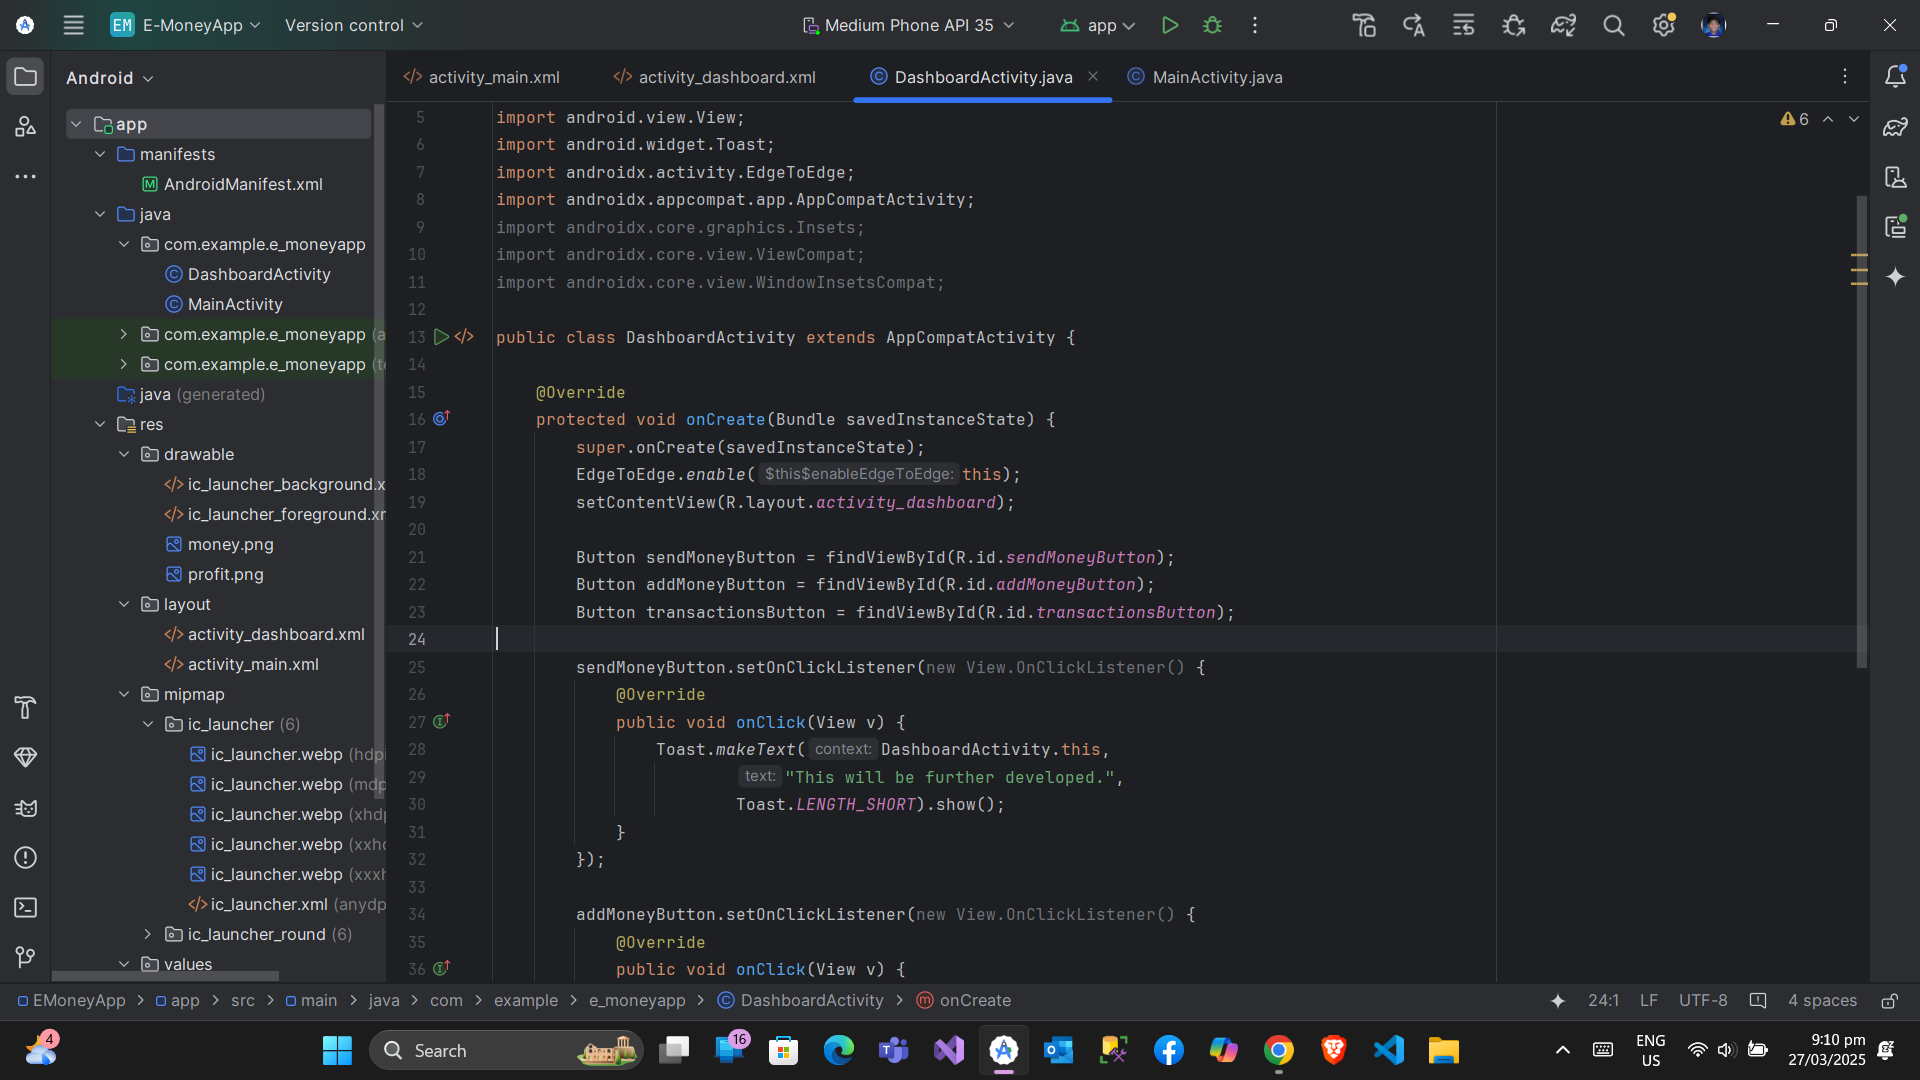 EM E-MoneyApp Version control Medium Phone API 35 app
Android
activity_main.xml activity_dashboard.xml DashboardActivity.java MainActivity.java
app
manifests
AndroidManifest.xml
java
com.example.e_moneyapp
DashboardActivity
MainActivity
com.example.e_moneyapp (a
com.example.e_moneyapp (te
java (generated)
res
drawable
ic_launcher_background.x
ic_launcher_foreground.xr
money.png
profit.png
layout
activity_dashboard.xml
activity_main.xml
mipmap
ic_launcher (6)
ic_launcher.webp (hdpi
ic_launcher.webp (mdp
ic_launcher.webp (xhdp
ic_launcher.webp (xxhd
ic_launcher.webp (xxxh
ic_launcher.xml (anydp
ic_launcher_round (6)
values
6
5 import android.view.View;
6 import android.widget.Toast;
7 import androidx.activity.EdgeToEdge;
8 import androidx.appcompat.app.AppCompatActivity;
9 import androidx.core.graphics.Insets;
10 import androidx.core.view.ViewCompat;
11 import androidx.core.view.WindowInsetsCompat;
12
13 public class DashboardActivity extends AppCompatActivity {
14
15 @Override
16 protected void onCreate(Bundle savedInstanceState) {
17 super.onCreate(savedInstanceState);
18 EdgeToEdge.enable( $this$enableEdgeToEdge: this);
19 setContentView(R.layout.activity_dashboard);
20
21 Button sendMoneyButton = findViewById(R.id.sendMoneyButton);
22 Button addMoneyButton = findViewById(R.id.addMoneyButton);
23 Button transactionsButton = findViewById(R.id.transactionsButton);
24
25 sendMoneyButton.setOnClickListener(new View.OnClickListener() {
26 @Override
27 public void onClick(View v) {
28 Toast.makeText( context: DashboardActivity.this,
29 text: "This will be further developed.",
30 Toast.LENGTH_SHORT).show();
31 }
32 });
33
34 addMoneyButton.setOnClickListener(new View.OnClickListener() {
35 @Override
36 public void onClick(View v) {
EMoneyApp > app > src > main > java > com > example > e_moneyapp > DashboardActivity > onCreate 24:1 LF UTF-8 4 spaces
4 Search 16 ENG US 9:10 pm
27/03/2025